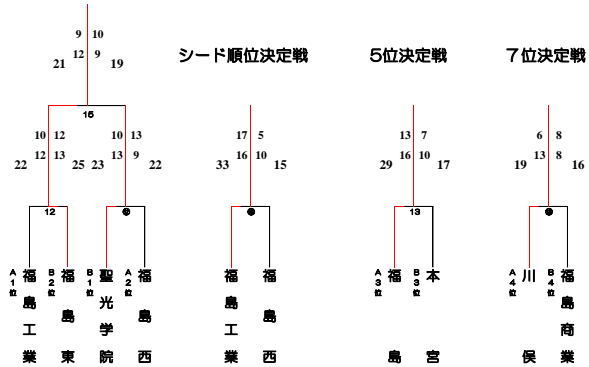 9 10
12 9
21 19
シード順位決定戦
5位決定戦
7位決定戦
15
10 12
12 13
22 25
10 13
13 9
23 22
17 5
16 10
33 15
13 7
16 10
29 17
6 8
13 8
19 16
12
13
A1位 福島工業
B2位 福島東
B1位 聖光学院
A2位 福島西
福島工業
福島西
A3位 福島
B3位 本宮
A4位 川俣
B4位 福島商業